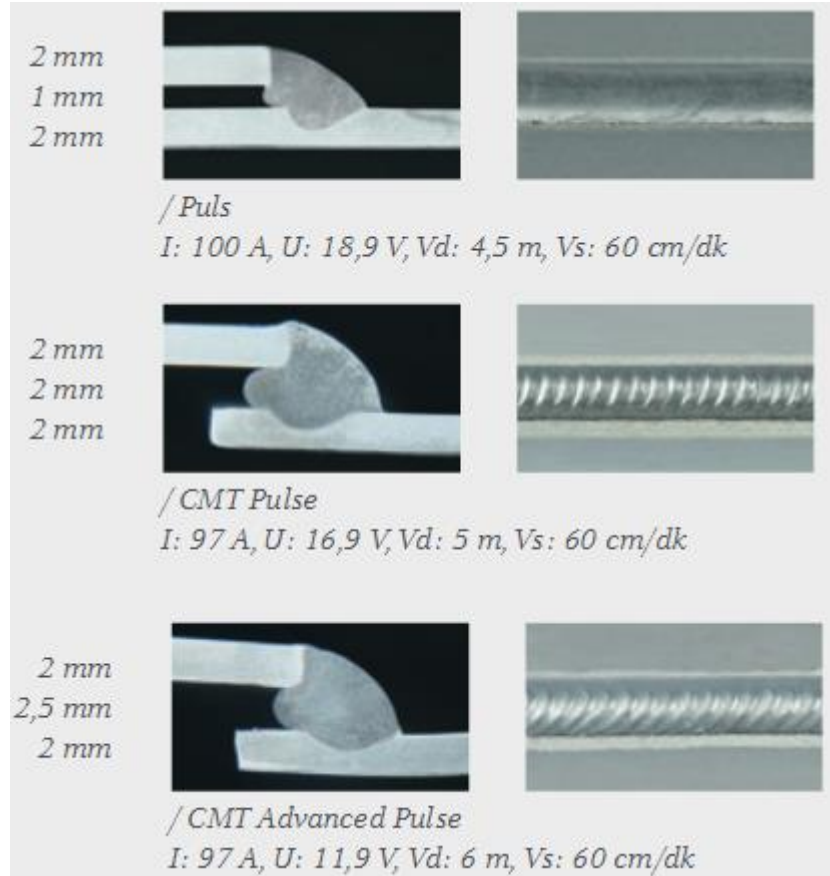 2 mm
1 mm
2 mm
/ Puls
I: 100 A, U: 18,9 V, Vd: 4,5 m, Vs: 60 cm/dk
2 mm
2 mm
2 mm
/ CMT Pulse
I: 97 A, U: 16,9 V, Vd: 5 m, Vs: 60 cm/dk
2 mm
2,5 mm
2 mm
/ CMT Advanced Pulse
I: 97 A, U: 11,9 V, Vd: 6 m, Vs: 60 cm/dk